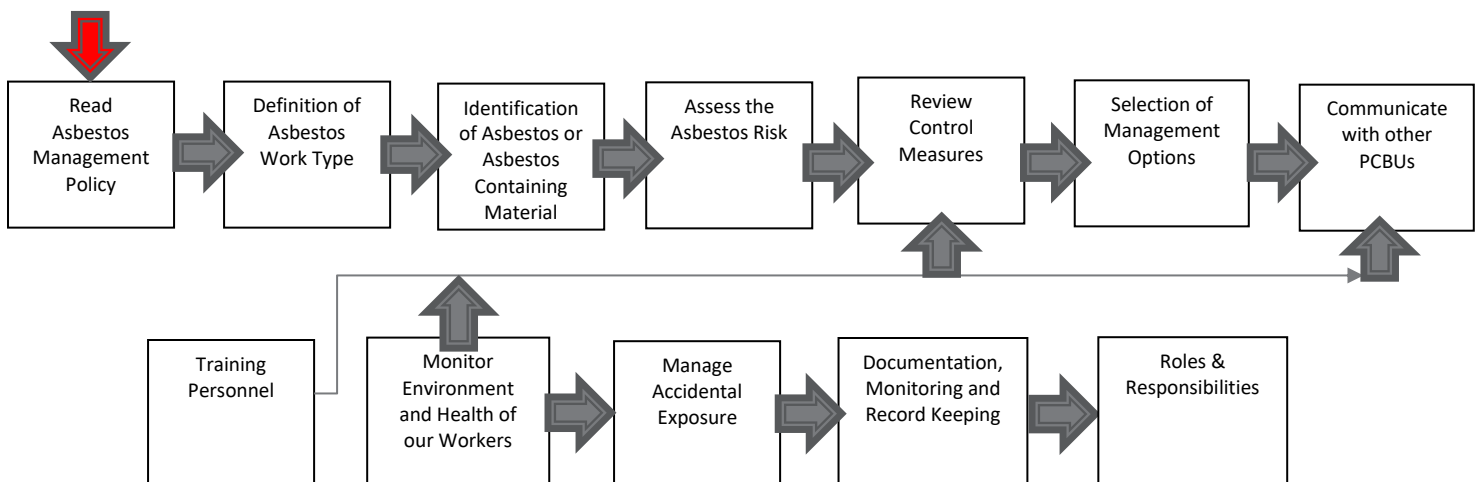 Read
Asbestos
Management
Policy
Definition of
Asbestos
Work Type
Identification
of Asbestos or
Asbestos
Containing
Material
Assess the
Asbestos Risk
Review
Control
Measures
Selection of
Management
Options
Communicate
with other
PCBUs
Training
Personnel
Monitor
Environment
and Health of
our Workers
Manage
Accidental
Exposure
Documentation,
Monitoring and
Record Keeping
Roles &
Responsibilities